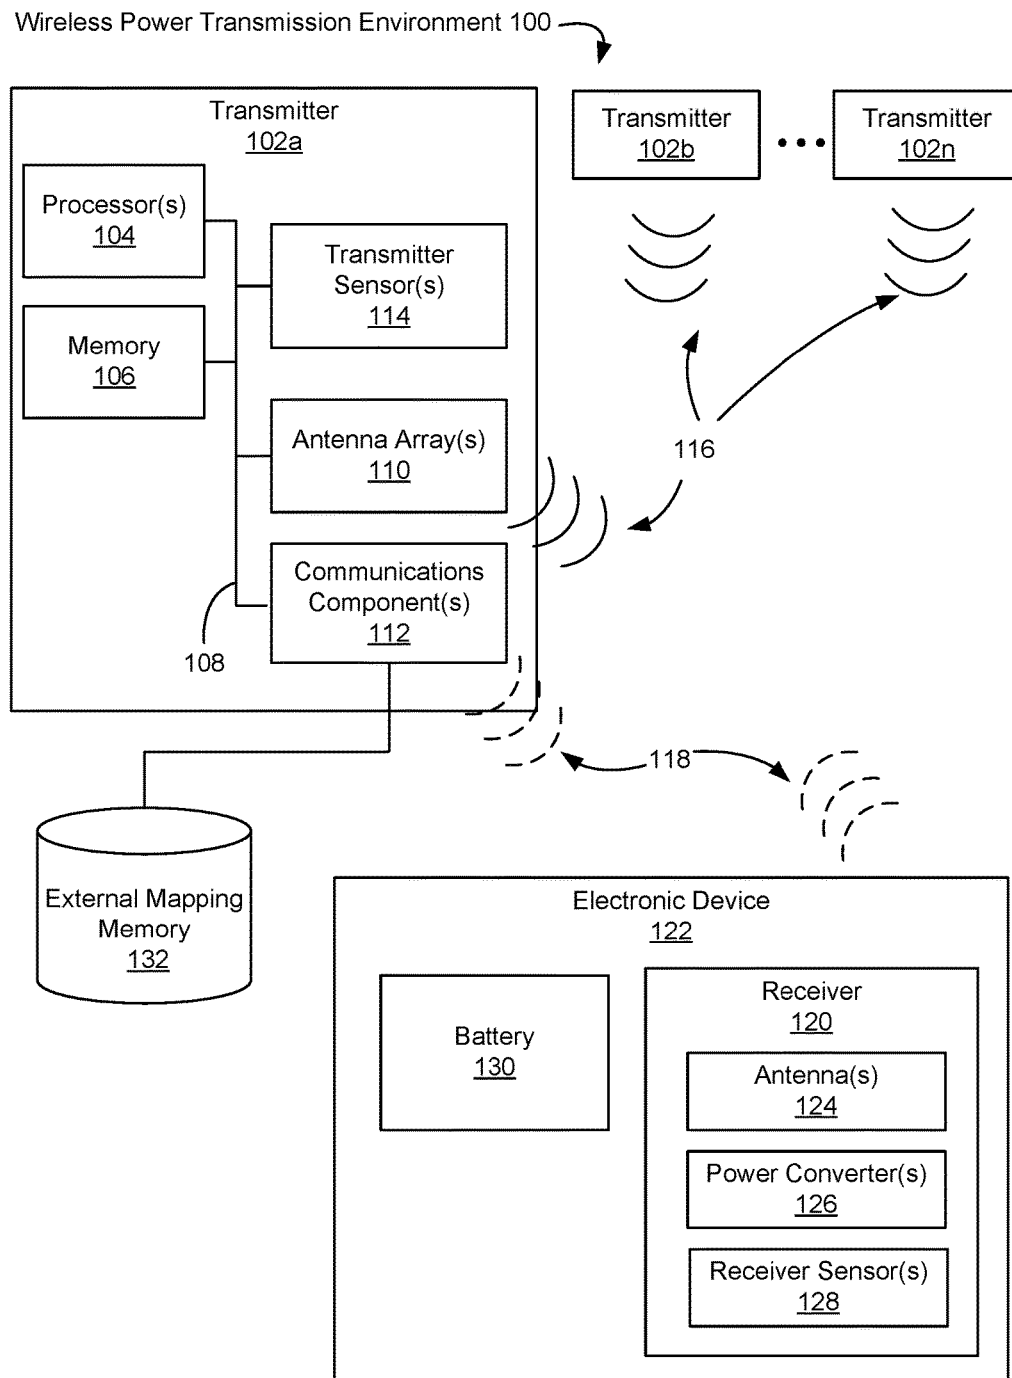 Wireless Power Transmission Environment 100
Transmitter
102a
Transmitter
102b
Transmitter
102n
Processor(s)
104
Transmitter
Sensor(s)
114
Memory
106
Antenna Array(s)
110
116
Communications
Component(s)
112
108
118
External Mapping
Memory
132
Electronic Device
122
Battery
130
Receiver
120
Antenna(s)
124
Power Converter(s)
126
Receiver Sensor(s)
128